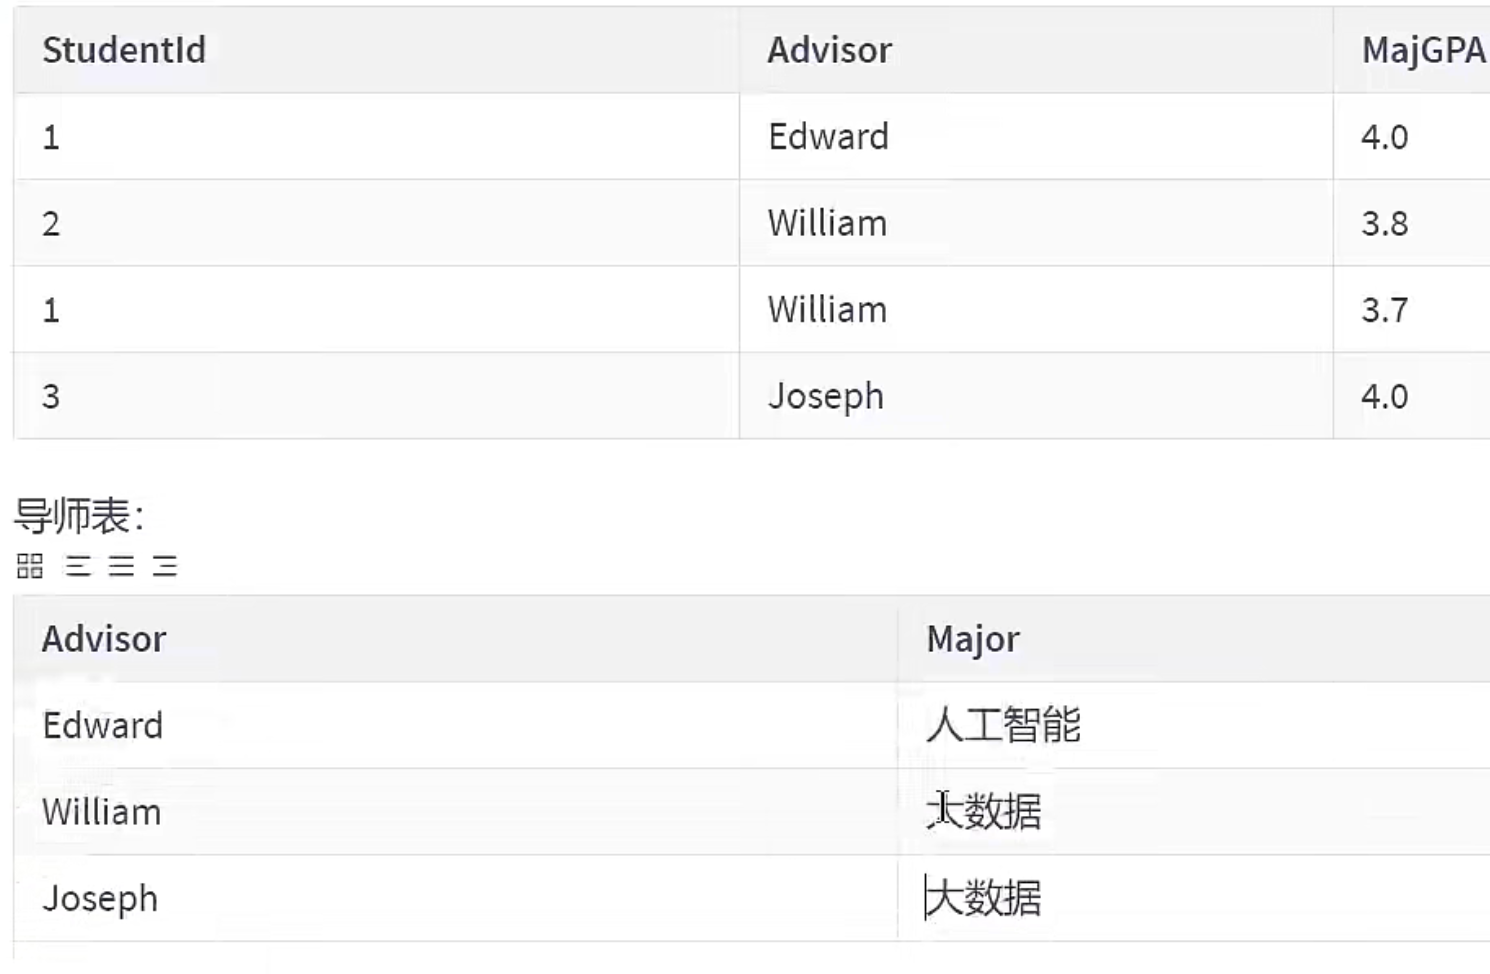 StudentId Advisor MajGPA
1 Edward 4.0
2 William 3.8
1 William 3.7
3 Joseph 4.0
导师表：
Advisor Major
Edward 人工智能
William 大数据
Joseph 大数据